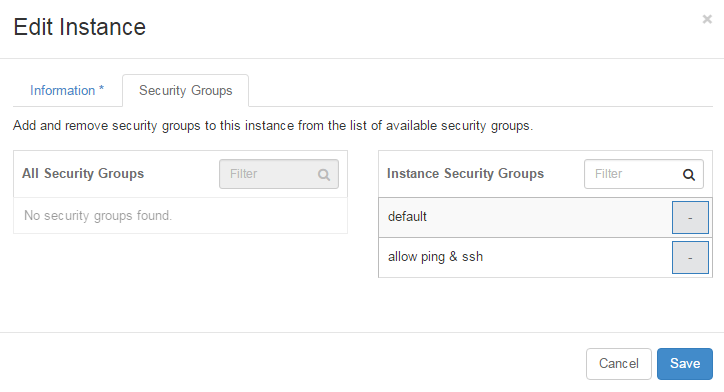 Edit Instance
×
Information *
Security Groups
Add and remove security groups to this instance from the list of available security groups.
All Security Groups
Filter
No security groups found.
Instance Security Groups
Filter
default
-
allow ping & ssh
-
Cancel
Save